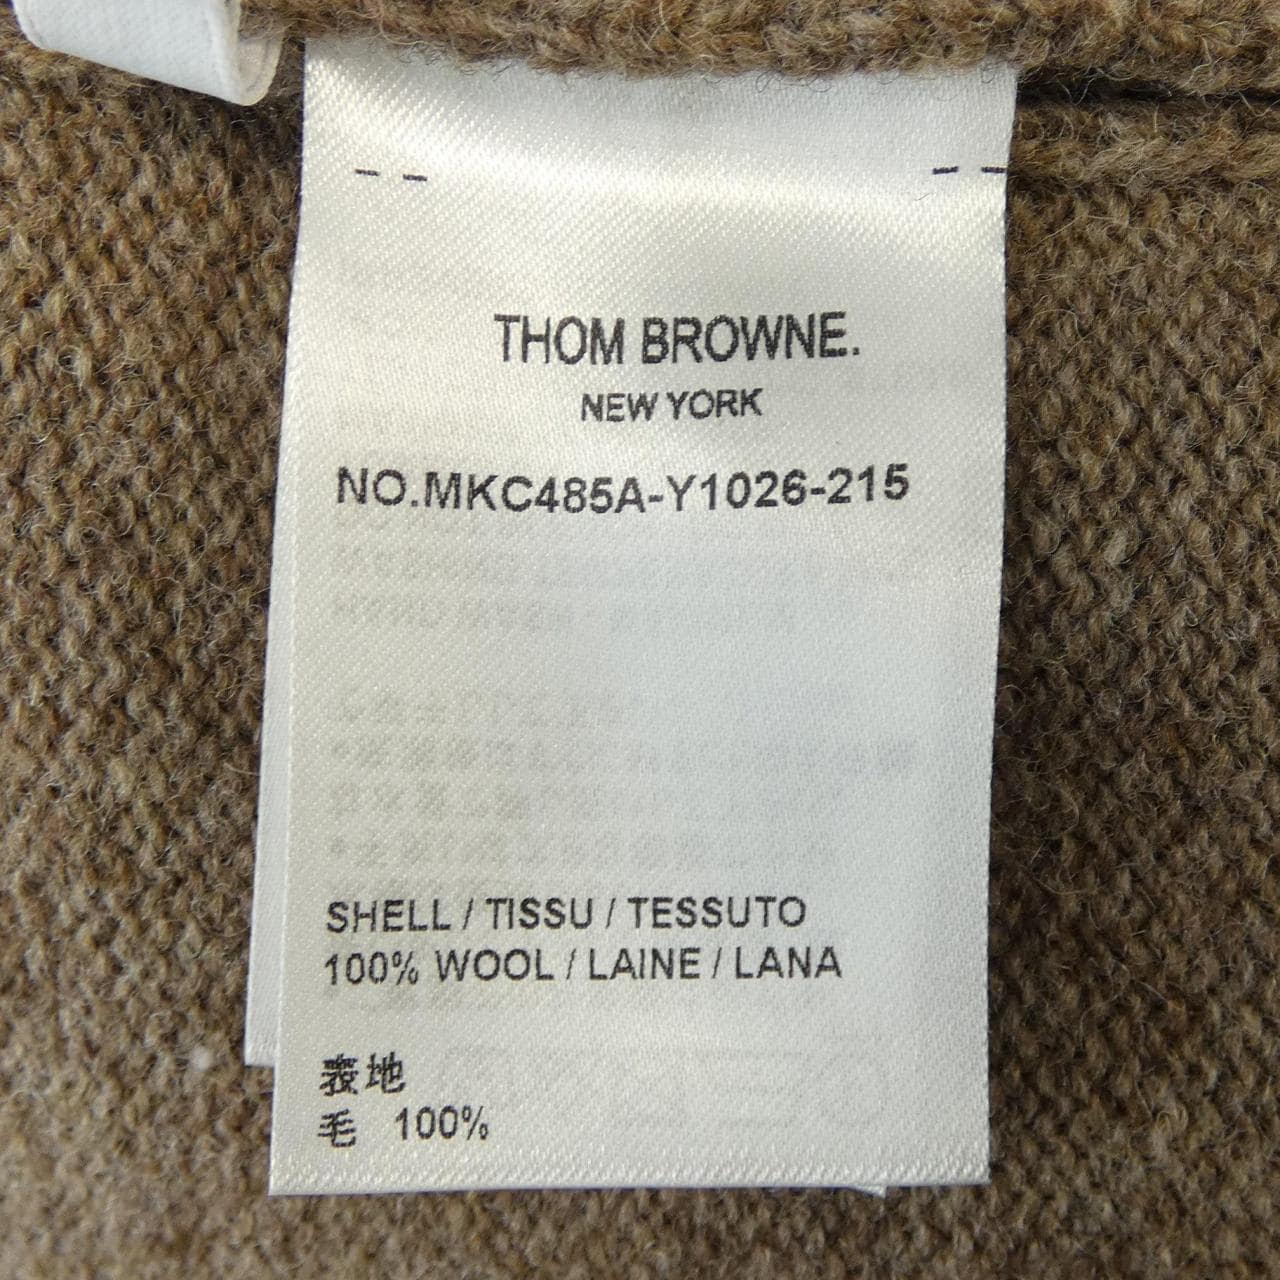 THOM BROWNE.
NEW YORK
NO.MKC485A-Y1026-215
SHELL / TISSU / TESSUTO
100% WOOL / LAINE / LANA
表地
毛 100%